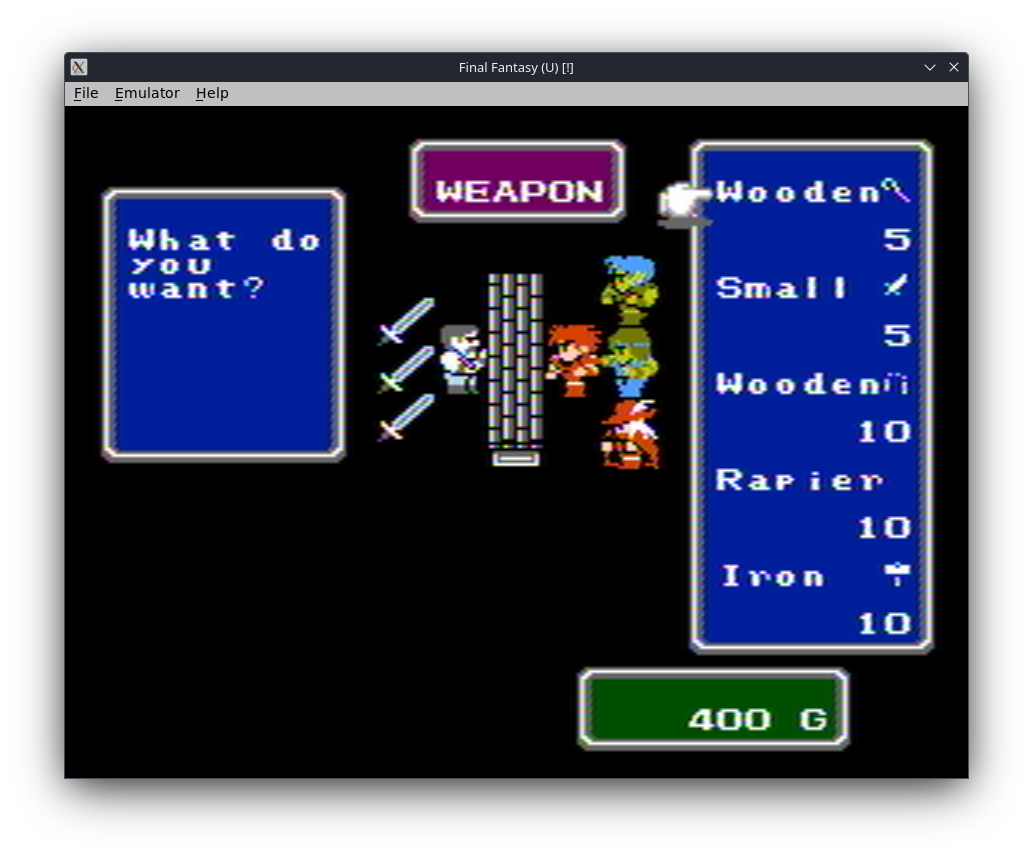 Final Fantasy (U) [!]
File Emulator Help
WEAPON
What do
you
want?
Wooden
5
Small
5
Wooden
10
Rapier
10
Iron
10
400 G